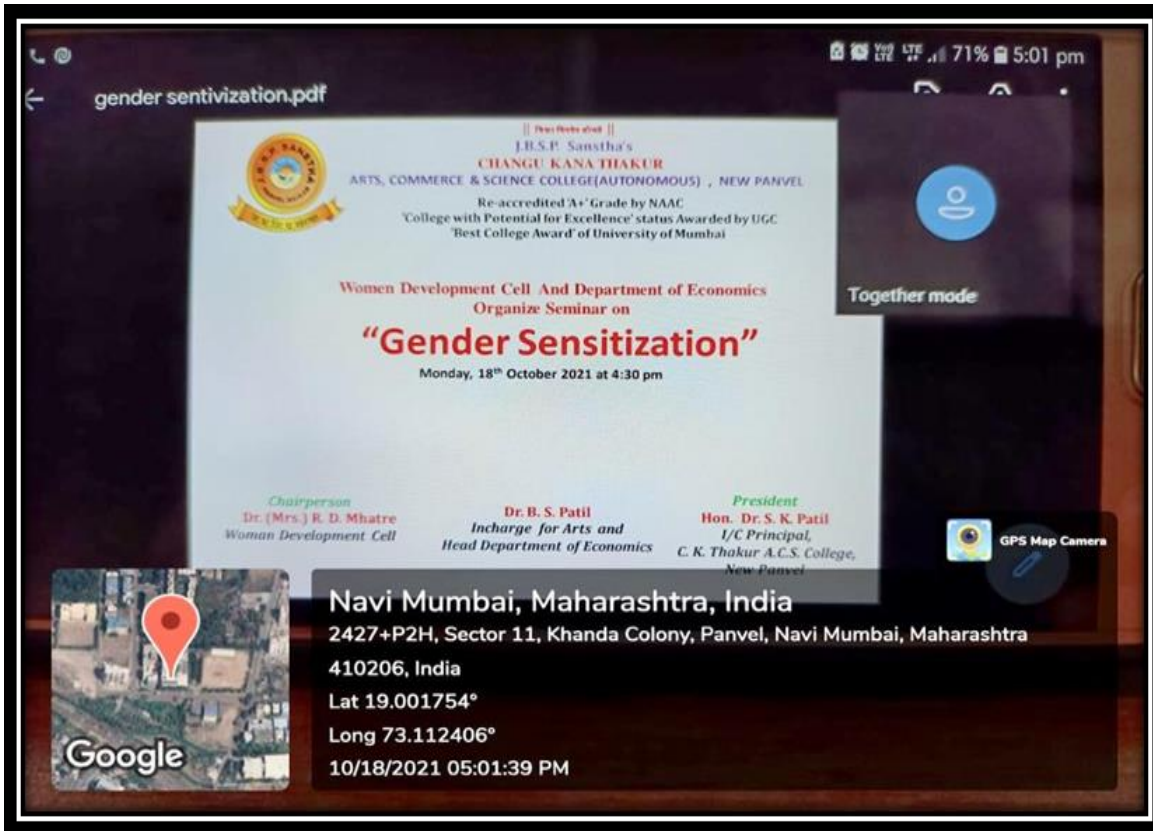 71% 5:01 pm
gender sentivization.pdf
J.B.S.P. Sanstha's
CHANGU KANA THAKUR
ARTS, COMMERCE & SCIENCE COLLEGE(AUTONOMOUS) , NEW PANVEL
Re-accredited 'A+' Grade by NAAC
'College with Potential for Excellence' status Awarded by UGC
'Best College Award' of University of Mumbai
J.B.S.P. SANSTHA
Together mode
Women Development Cell And Department of Economics
Organize Seminar on
“Gender Sensitization”
Monday, 18th October 2021 at 4:30 pm
Chairperson
Dr. (Mrs.) R. D. Mhatre
Woman Development Cell
Dr. B. S. Patil
Incharge for Arts and
Head Department of Economics
President
Hon. Dr. S. K. Patil
I/C Principal,
C. K. Thakur A.C.S. College,
New Panvel
GPS Map Camera
Navi Mumbai, Maharashtra, India
2427+P2H, Sector 11, Khanda Colony, Panvel, Navi Mumbai, Maharashtra
410206, India
Lat 19.001754°
Long 73.112406°
10/18/2021 05:01:39 PM
Google